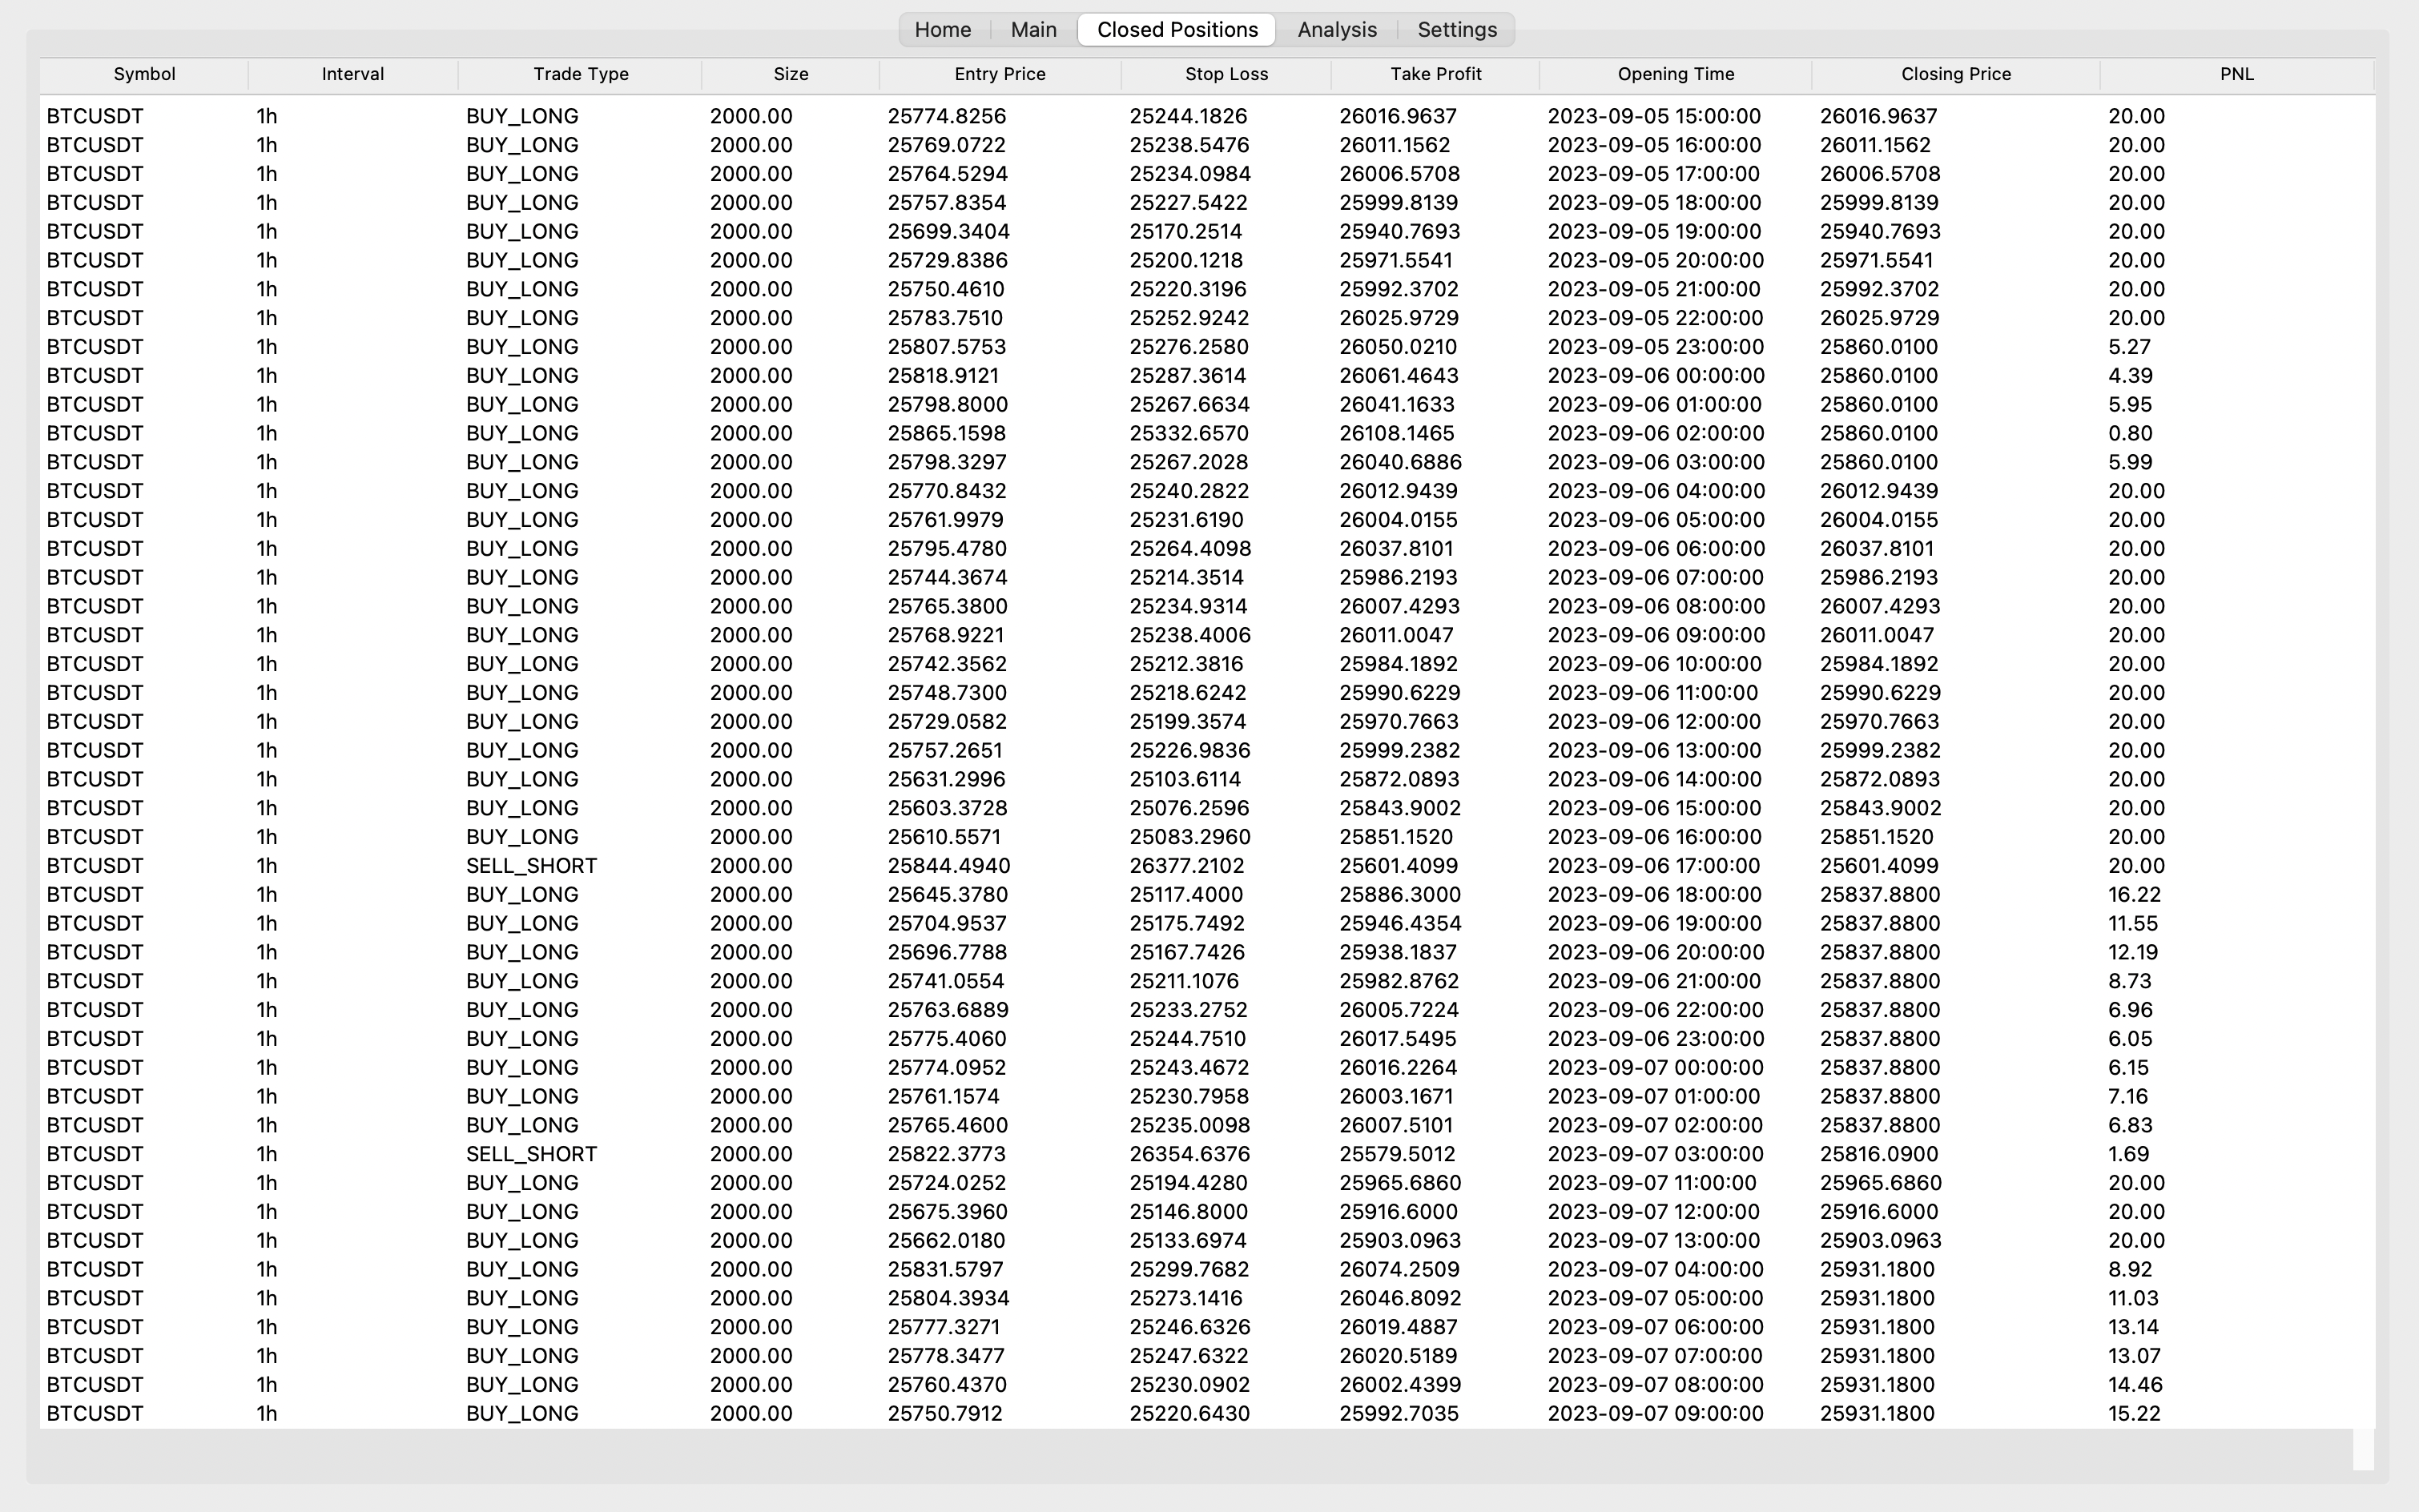 Home Main Closed Positions Analysis Settings
Symbol Interval Trade Type Size Entry Price Stop Loss Take Profit Opening Time Closing Price PNL
BTCUSDT 1h BUY_LONG 2000.00 25774.8256 25244.1826 26016.9637 2023-09-05 15:00:00 26016.9637 20.00
BTCUSDT 1h BUY_LONG 2000.00 25769.0722 25238.5476 26011.1562 2023-09-05 16:00:00 26011.1562 20.00
BTCUSDT 1h BUY_LONG 2000.00 25764.5294 25234.0984 26006.5708 2023-09-05 17:00:00 26006.5708 20.00
BTCUSDT 1h BUY_LONG 2000.00 25757.8354 25227.5422 25999.8139 2023-09-05 18:00:00 25999.8139 20.00
BTCUSDT 1h BUY_LONG 2000.00 25699.3404 25170.2514 25940.7693 2023-09-05 19:00:00 25940.7693 20.00
BTCUSDT 1h BUY_LONG 2000.00 25729.8386 25200.1218 25971.5541 2023-09-05 20:00:00 25971.5541 20.00
BTCUSDT 1h BUY_LONG 2000.00 25750.4610 25220.3196 25992.3702 2023-09-05 21:00:00 25992.3702 20.00
BTCUSDT 1h BUY_LONG 2000.00 25783.7510 25252.9242 26025.9729 2023-09-05 22:00:00 26025.9729 20.00
BTCUSDT 1h BUY_LONG 2000.00 25807.5753 25276.2580 26050.0210 2023-09-05 23:00:00 25860.0100 5.27
BTCUSDT 1h BUY_LONG 2000.00 25818.9121 25287.3614 26061.4643 2023-09-06 00:00:00 25860.0100 4.39
BTCUSDT 1h BUY_LONG 2000.00 25798.8000 25267.6634 26041.1633 2023-09-06 01:00:00 25860.0100 5.95
BTCUSDT 1h BUY_LONG 2000.00 25865.1598 25332.6570 26108.1465 2023-09-06 02:00:00 25860.0100 0.80
BTCUSDT 1h BUY_LONG 2000.00 25798.3297 25267.2028 26040.6886 2023-09-06 03:00:00 25860.0100 5.99
BTCUSDT 1h BUY_LONG 2000.00 25770.8432 25240.2822 26012.9439 2023-09-06 04:00:00 26012.9439 20.00
BTCUSDT 1h BUY_LONG 2000.00 25761.9979 25231.6190 26004.0155 2023-09-06 05:00:00 26004.0155 20.00
BTCUSDT 1h BUY_LONG 2000.00 25795.4780 25264.4098 26037.8101 2023-09-06 06:00:00 26037.8101 20.00
BTCUSDT 1h BUY_LONG 2000.00 25744.3674 25214.3514 25986.2193 2023-09-06 07:00:00 25986.2193 20.00
BTCUSDT 1h BUY_LONG 2000.00 25765.3800 25234.9314 26007.4293 2023-09-06 08:00:00 26007.4293 20.00
BTCUSDT 1h BUY_LONG 2000.00 25768.9221 25238.4006 26011.0047 2023-09-06 09:00:00 26011.0047 20.00
BTCUSDT 1h BUY_LONG 2000.00 25742.3562 25212.3816 25984.1892 2023-09-06 10:00:00 25984.1892 20.00
BTCUSDT 1h BUY_LONG 2000.00 25748.7300 25218.6242 25990.6229 2023-09-06 11:00:00 25990.6229 20.00
BTCUSDT 1h BUY_LONG 2000.00 25729.0582 25199.3574 25970.7663 2023-09-06 12:00:00 25970.7663 20.00
BTCUSDT 1h BUY_LONG 2000.00 25757.2651 25226.9836 25999.2382 2023-09-06 13:00:00 25999.2382 20.00
BTCUSDT 1h BUY_LONG 2000.00 25631.2996 25103.6114 25872.0893 2023-09-06 14:00:00 25872.0893 20.00
BTCUSDT 1h BUY_LONG 2000.00 25603.3728 25076.2596 25843.9002 2023-09-06 15:00:00 25843.9002 20.00
BTCUSDT 1h BUY_LONG 2000.00 25610.5571 25083.2960 25851.1520 2023-09-06 16:00:00 25851.1520 20.00
BTCUSDT 1h SELL_SHORT 2000.00 25844.4940 26377.2102 25601.4099 2023-09-06 17:00:00 25601.4099 20.00
BTCUSDT 1h BUY_LONG 2000.00 25645.3780 25117.4000 25886.3000 2023-09-06 18:00:00 25837.8800 16.22
BTCUSDT 1h BUY_LONG 2000.00 25704.9537 25175.7492 25946.4354 2023-09-06 19:00:00 25837.8800 11.55
BTCUSDT 1h BUY_LONG 2000.00 25696.7788 25167.7426 25938.1837 2023-09-06 20:00:00 25837.8800 12.19
BTCUSDT 1h BUY_LONG 2000.00 25741.0554 25211.1076 25982.8762 2023-09-06 21:00:00 25837.8800 8.73
BTCUSDT 1h BUY_LONG 2000.00 25763.6889 25233.2752 26005.7224 2023-09-06 22:00:00 25837.8800 6.96
BTCUSDT 1h BUY_LONG 2000.00 25775.4060 25244.7510 26017.5495 2023-09-06 23:00:00 25837.8800 6.05
BTCUSDT 1h BUY_LONG 2000.00 25774.0952 25243.4672 26016.2264 2023-09-07 00:00:00 25837.8800 6.15
BTCUSDT 1h BUY_LONG 2000.00 25761.1574 25230.7958 26003.1671 2023-09-07 01:00:00 25837.8800 7.16
BTCUSDT 1h BUY_LONG 2000.00 25765.4600 25235.0098 26007.5101 2023-09-07 02:00:00 25837.8800 6.83
BTCUSDT 1h SELL_SHORT 2000.00 25822.3773 26354.6376 25579.5012 2023-09-07 03:00:00 25816.0900 1.69
BTCUSDT 1h BUY_LONG 2000.00 25724.0252 25194.4280 25965.6860 2023-09-07 11:00:00 25965.6860 20.00
BTCUSDT 1h BUY_LONG 2000.00 25675.3960 25146.8000 25916.6000 2023-09-07 12:00:00 25916.6000 20.00
BTCUSDT 1h BUY_LONG 2000.00 25662.0180 25133.6974 25903.0963 2023-09-07 13:00:00 25903.0963 20.00
BTCUSDT 1h BUY_LONG 2000.00 25831.5797 25299.7682 26074.2509 2023-09-07 04:00:00 25931.1800 8.92
BTCUSDT 1h BUY_LONG 2000.00 25804.3934 25273.1416 26046.8092 2023-09-07 05:00:00 25931.1800 11.03
BTCUSDT 1h BUY_LONG 2000.00 25777.3271 25246.6326 26019.4887 2023-09-07 06:00:00 25931.1800 13.14
BTCUSDT 1h BUY_LONG 2000.00 25778.3477 25247.6322 26020.5189 2023-09-07 07:00:00 25931.1800 13.07
BTCUSDT 1h BUY_LONG 2000.00 25760.4370 25230.0902 26002.4399 2023-09-07 08:00:00 25931.1800 14.46
BTCUSDT 1h BUY_LONG 2000.00 25750.7912 25220.6430 25992.7035 2023-09-07 09:00:00 25931.1800 15.22